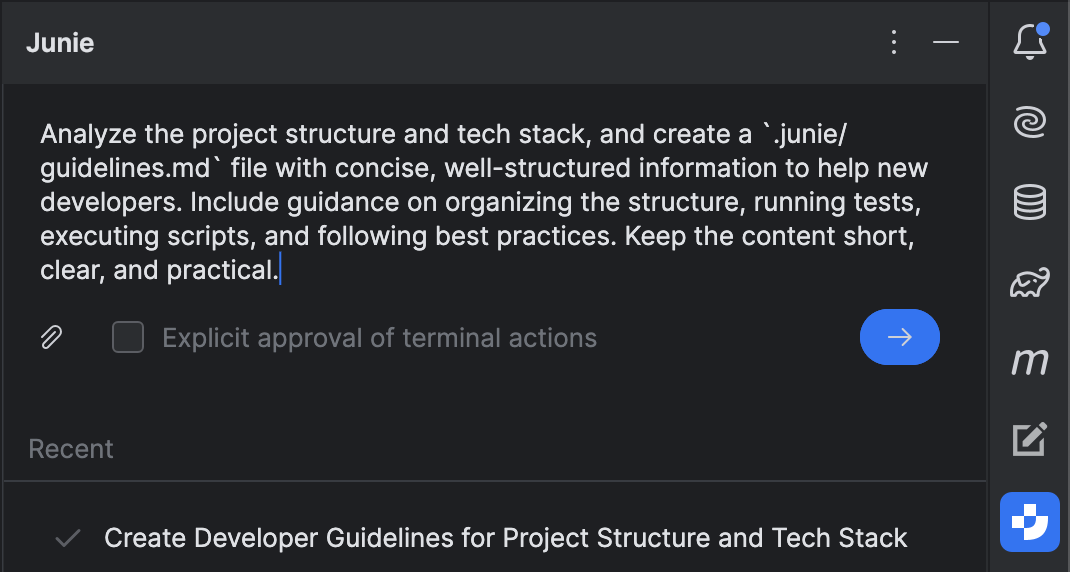 Junie
Analyze the project structure and tech stack, and create a `.junie/
guidelines.md` file with concise, well-structured information to help new
developers. Include guidance on organizing the structure, running tests,
executing scripts, and following best practices. Keep the content short,
clear, and practical.
Explicit approval of terminal actions
Recent
Create Developer Guidelines for Project Structure and Tech Stack
m